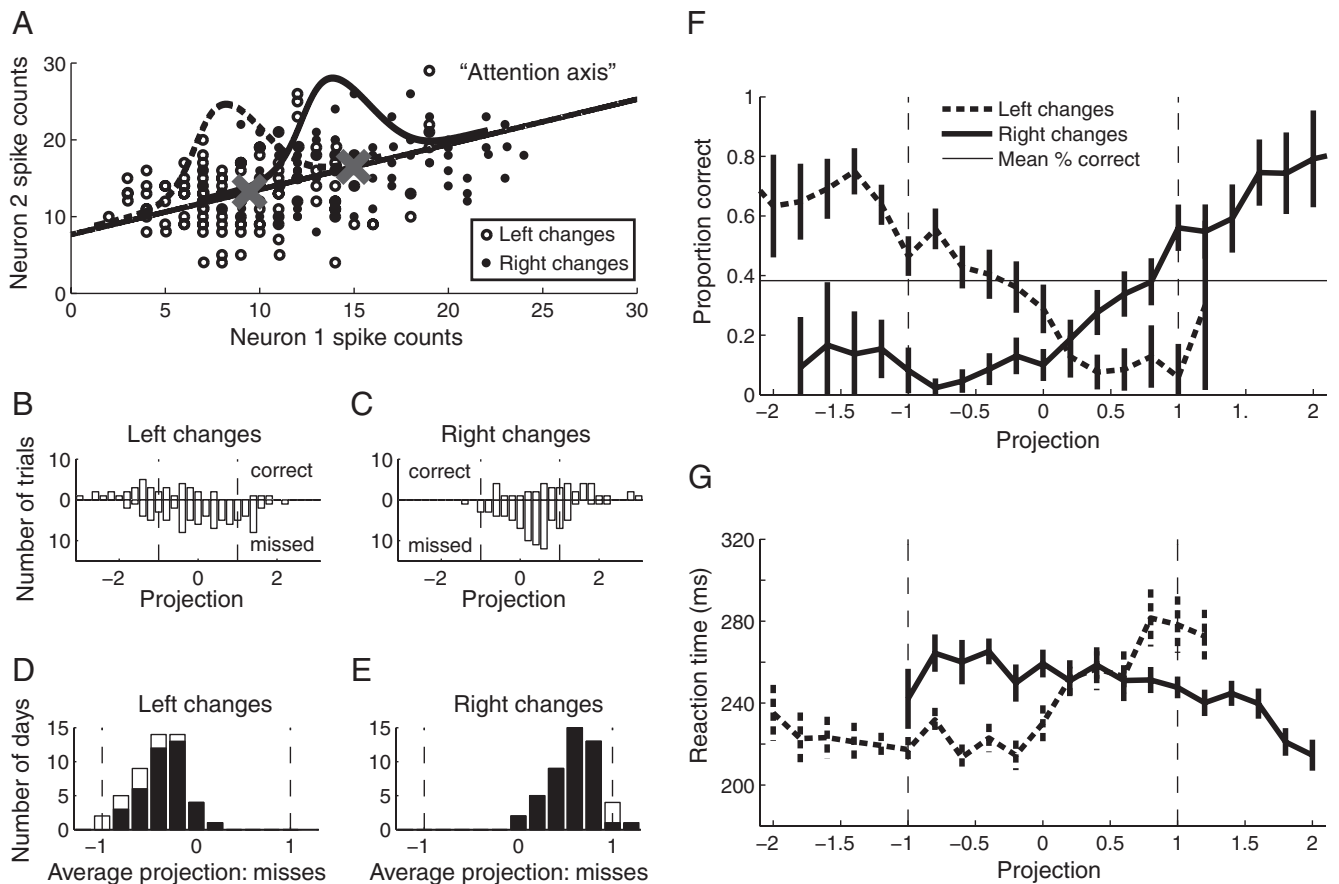 A
Neuron 2 spike counts
30
20
10
0
"Attention axis"
Left changes
Right changes
0 5 10 15 20 25 30
Neuron 1 spike counts
B
Left changes
Number of trials
10
0
10
correct
missed
−2 0 2
Projection
C
Right changes
10
0
10
correct
missed
−2 0 2
Projection
D
Left changes
Number of days
15
10
5
0
−1 0 1
Average projection: misses
E
Right changes
15
10
5
0
−1 0 1
Average projection: misses
F
Proportion correct
1
0.8
0.6
0.4
0.2
0
Left changes
Right changes
Mean % correct
−2 −1.5 −1 −0.5 0 0.5 1 1. 2
Projection
G
Reaction time (ms)
320
280
240
200
−2 −1.5 −1 −0.5 0 0.5 1 1. 2
Projection